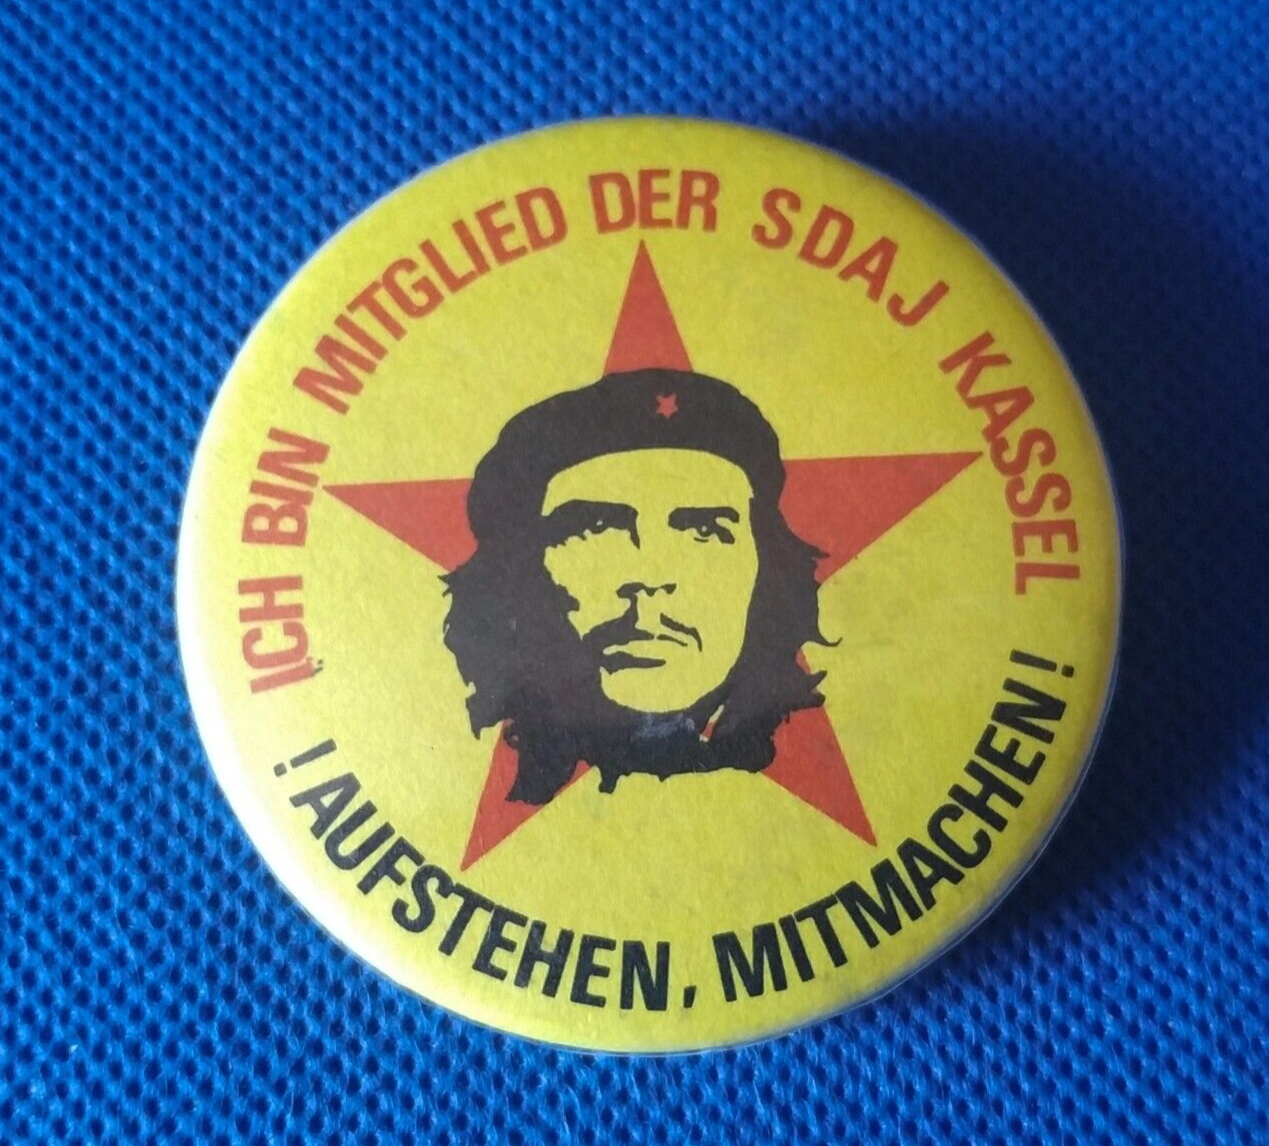 ICH BIN MITGLIED DER SDAJ KASSEL
! AUFSTEHEN, MITMACHEN !